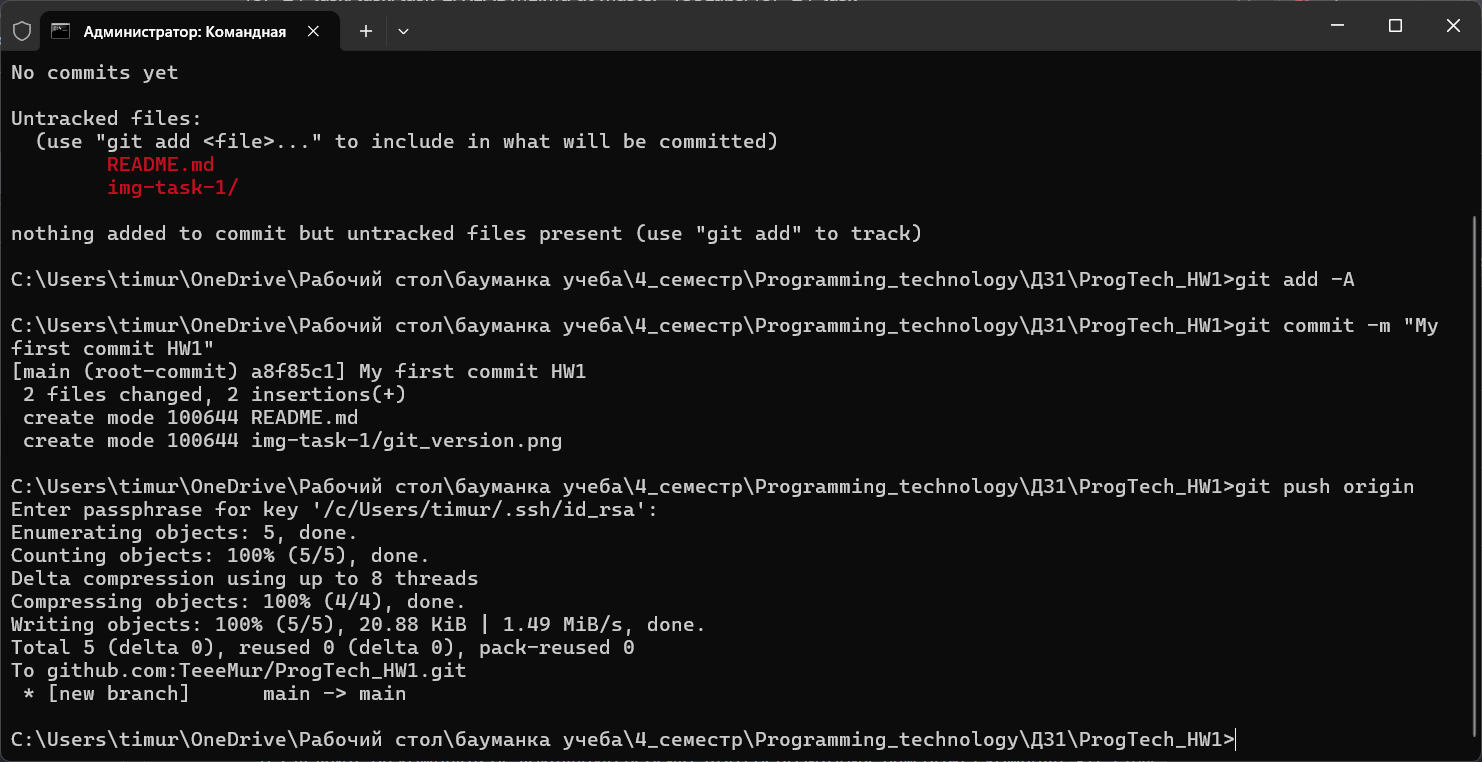 Администратор: Командная
No commits yet
Untracked files:
(use "git add <file>..." to include in what will be committed)
README.md
img-task-1/
nothing added to commit but untracked files present (use "git add" to track)
C:\Users\timur\OneDrive\Рабочий стол\бауманка учеба\4_семестр\Programming_technology\ДЗ1\ProgTech_HW1>git add -A
C:\Users\timur\OneDrive\Рабочий стол\бауманка учеба\4_семестр\Programming_technology\ДЗ1\ProgTech_HW1>git commit -m "My
first commit HW1"
[main (root-commit) a8f85c1] My first commit HW1
2 files changed, 2 insertions(+)
create mode 100644 README.md
create mode 100644 img-task-1/git_version.png
C:\Users\timur\OneDrive\Рабочий стол\бауманка учеба\4_семестр\Programming_technology\ДЗ1\ProgTech_HW1>git push origin
Enter passphrase for key '/c/Users/timur/.ssh/id_rsa':
Enumerating objects: 5, done.
Counting objects: 100% (5/5), done.
Delta compression using up to 8 threads
Compressing objects: 100% (4/4), done.
Writing objects: 100% (5/5), 20.88 KiB | 1.49 MiB/s, done.
Total 5 (delta 0), reused 0 (delta 0), pack-reused 0
To github.com:TeeeMur/ProgTech_HW1.git
* [new branch]      main -> main
C:\Users\timur\OneDrive\Рабочий стол\бауманка учеба\4_семестр\Programming_technology\ДЗ1\ProgTech_HW1>